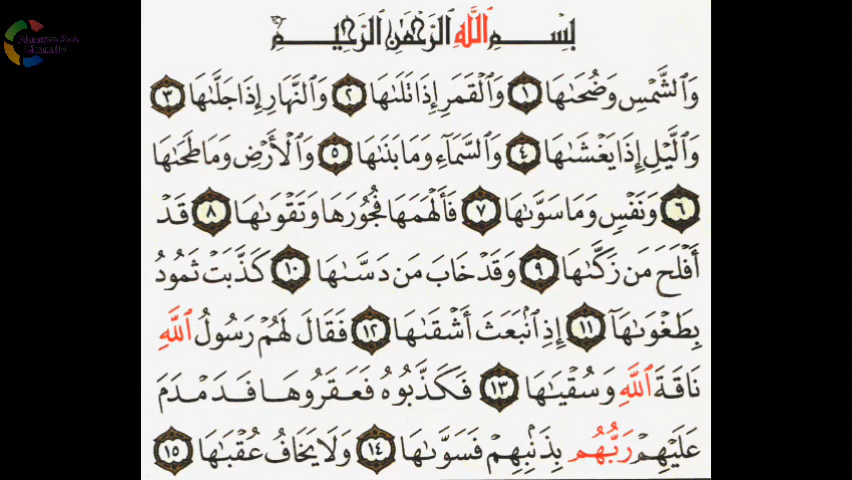 بِسْمِ ٱللَّهِ ٱلرَّحْمَٰنِ ٱلرَّحِيمِ
وَٱلشَّمْسِ وَضُحَىٰهَا ١ وَٱلْقَمَرِ إِذَا تَلَىٰهَا ٢ وَٱلنَّهَارِ إِذَا جَلَّىٰهَا ٣
وَٱلَّيْلِ إِذَا يَغْشَىٰهَا ٤ وَٱلسَّمَآءِ وَمَا بَنَىٰهَا ٥ وَٱلْأَرْضِ وَمَا طَحَىٰهَا
٦ وَنَفْسٍ وَمَا سَوَّىٰهَا ٧ فَأَلْهَمَهَا فُجُورَهَا وَتَقْوَىٰهَا ٨ قَدْ
أَفْلَحَ مَن زَكَّىٰهَا ٩ وَقَدْ خَابَ مَن دَسَّىٰهَا ١٠ كَذَّبَتْ ثَمُودُ
بِطَغْوَىٰهَآ ١١ إِذِ ٱنۢبَعَثَ أَشْقَىٰهَا ١٢ فَقَالَ لَهُمْ رَسُولُ ٱللَّهِ
نَاقَةَ ٱللَّهِ وَسُقْيَٰهَا ١٣ فَكَذَّبُوهُ فَعَقَرُوهَا فَدَمْدَمَ
عَلَيْهِمْ رَبُّهُم بِذَنۢبِهِمْ فَسَوَّىٰهَا ١٤ وَلَا يَخَافُ عُقْبَٰهَا ١٥